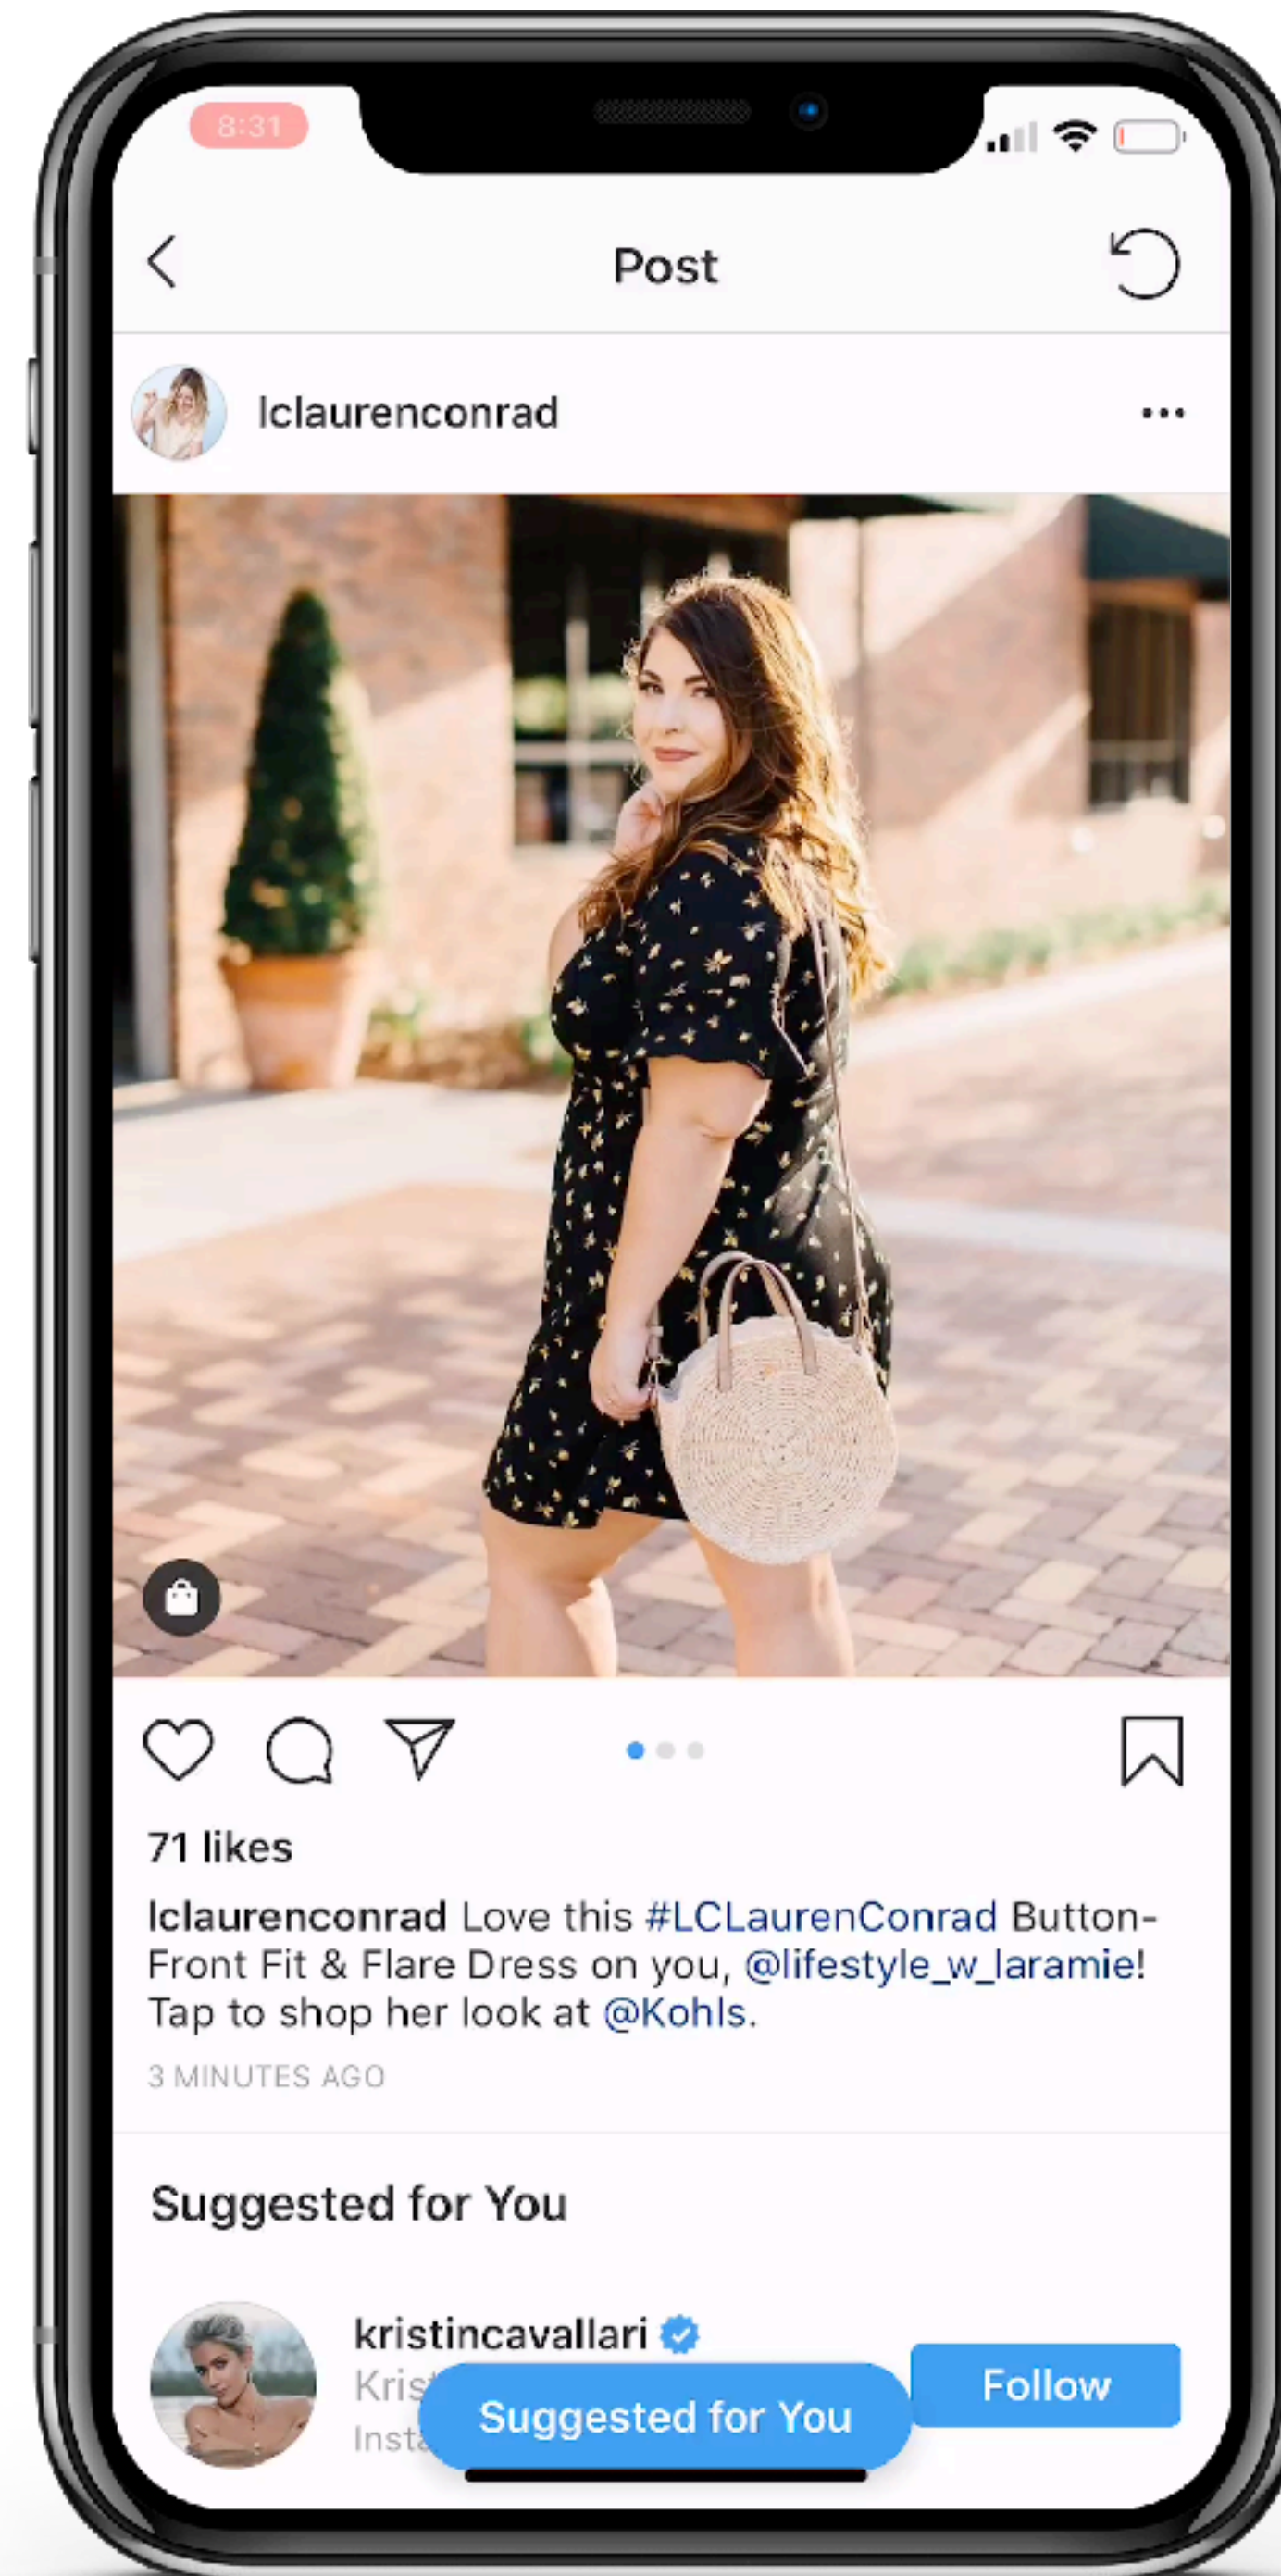 8:31
Post
lclaurenconrad
71 likes
lclaurenconrad Love this #LCLaurenConrad Button-
Front Fit & Flare Dress on you, @lifestyle_w_laramie!
Tap to shop her look at @Kohls.
3 MINUTES AGO
Suggested for You
kristincavallari
Follow
Suggested for You